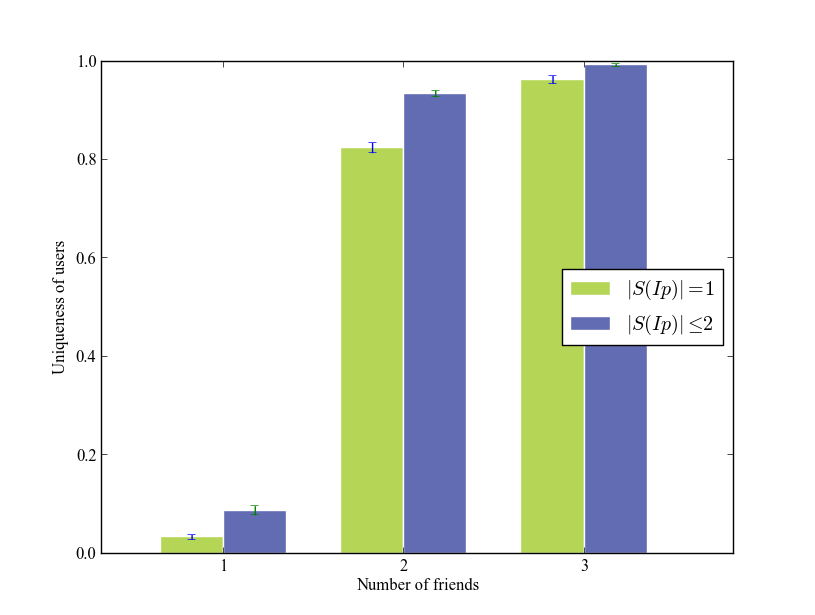 1.0
0.8
0.6
0.4
0.2
0.0
Uniqueness of users
|S(Ip)|=1
|S(Ip)|≤2
1 2 3
Number of friends